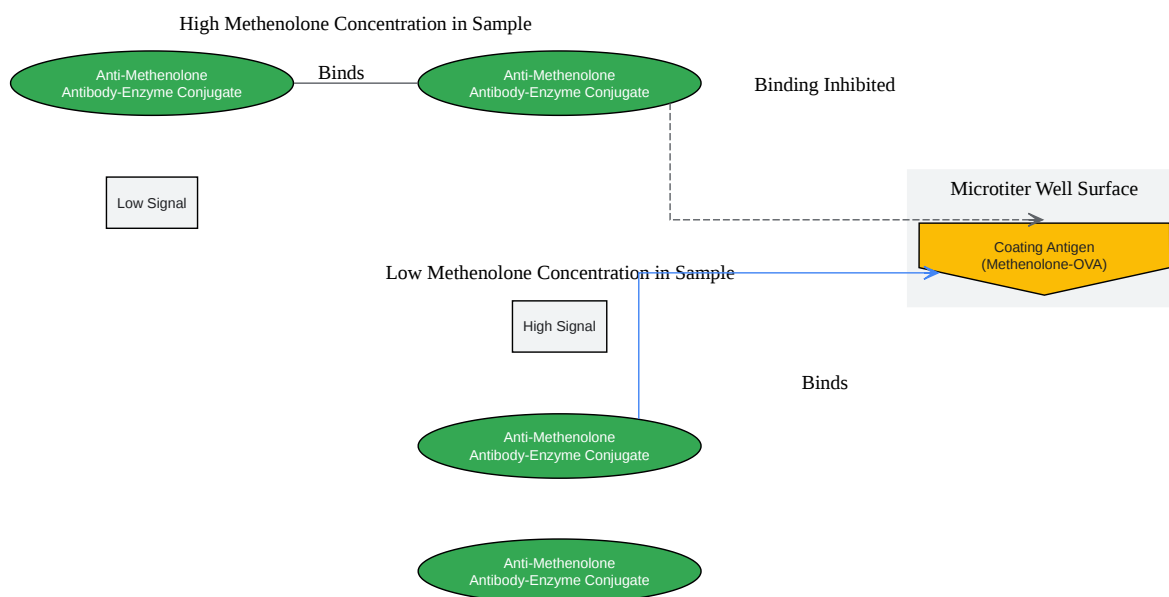 High Methenolone Concentration in Sample
Anti-Methenolone
Antibody-Enzyme Conjugate
Binds
Anti-Methenolone
Antibody-Enzyme Conjugate
Binding Inhibited
Low Signal
Microtiter Well Surface
Coating Antigen
(Methenolone-OVA)
Low Methenolone Concentration in Sample
High Signal
Binds
Anti-Methenolone
Antibody-Enzyme Conjugate
Anti-Methenolone
Antibody-Enzyme Conjugate